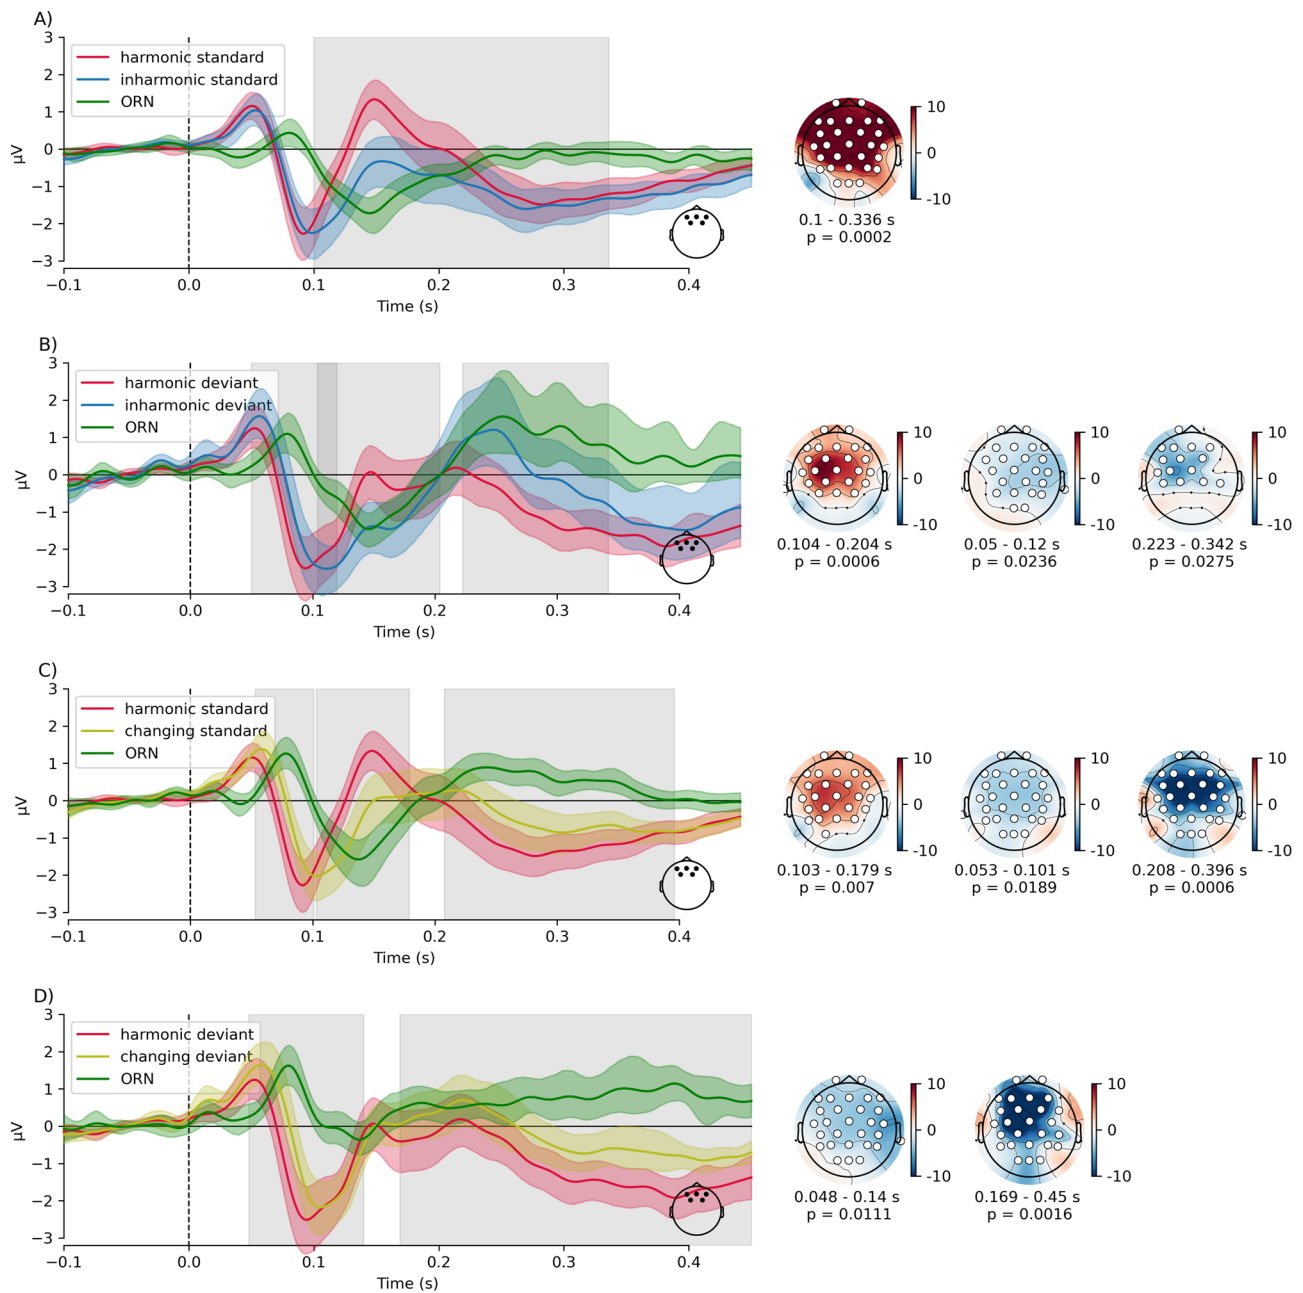 A)
3
2
1
0
−1
−2
−3
μV
harmonic standard
inharmonic standard
ORN
−0.1
0.0
0.1
0.2
0.3
0.4
Time (s)
10
0
-10
0.1 - 0.336 s
p = 0.0002
B)
3
2
1
0
−1
−2
−3
μV
harmonic deviant
inharmonic deviant
ORN
−0.1
0.0
0.1
0.2
0.3
0.4
Time (s)
10
0
-10
0.104 - 0.204 s
p = 0.0006
10
0
-10
0.05 - 0.12 s
p = 0.0236
10
0
-10
0.223 - 0.342 s
p = 0.0275
C)
3
2
1
0
−1
−2
−3
μV
harmonic standard
changing standard
ORN
−0.1
0.0
0.1
0.2
0.3
0.4
Time (s)
10
0
-10
0.103 - 0.179 s
p = 0.007
10
0
-10
0.053 - 0.101 s
p = 0.0189
10
0
-10
0.208 - 0.396 s
p = 0.0006
D)
3
2
1
0
−1
−2
−3
μV
harmonic deviant
changing deviant
ORN
−0.1
0.0
0.1
0.2
0.3
0.4
Time (s)
10
0
-10
0.048 - 0.14 s
p = 0.0111
10
0
-10
0.169 - 0.45 s
p = 0.0016